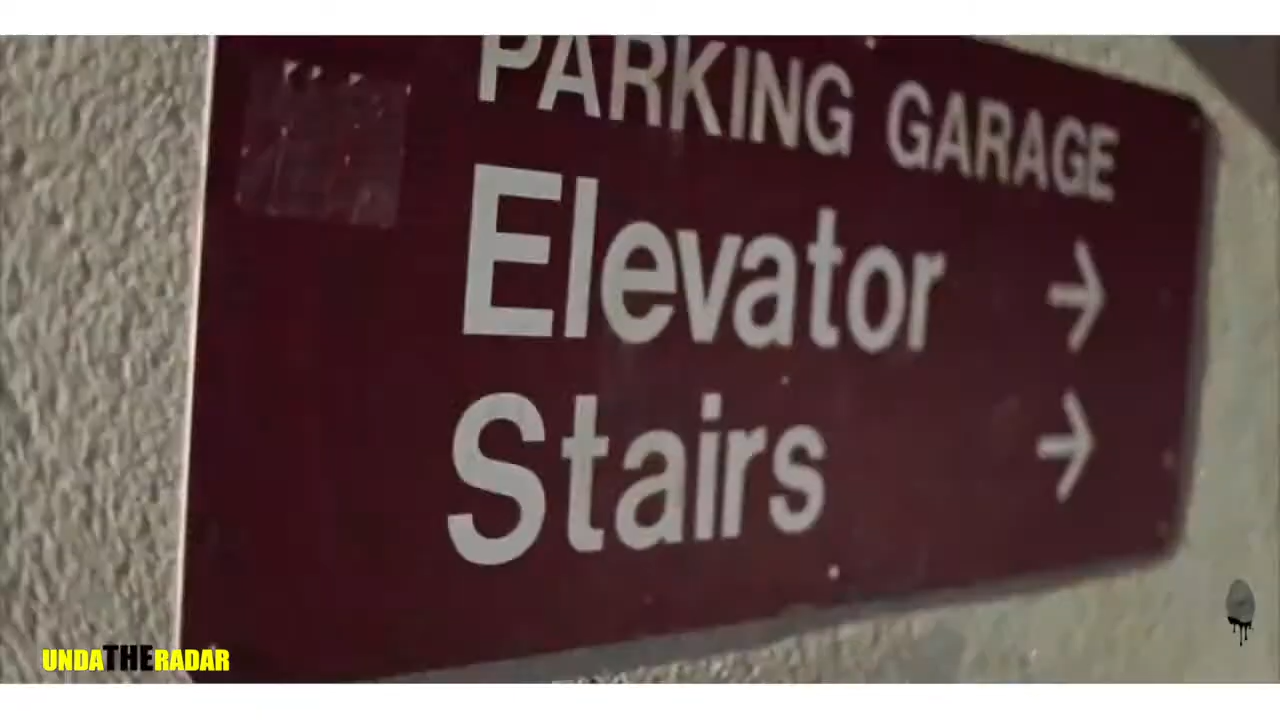 PARKING GARAGE
Elevator →
Stairs →
UNDATHERADAR